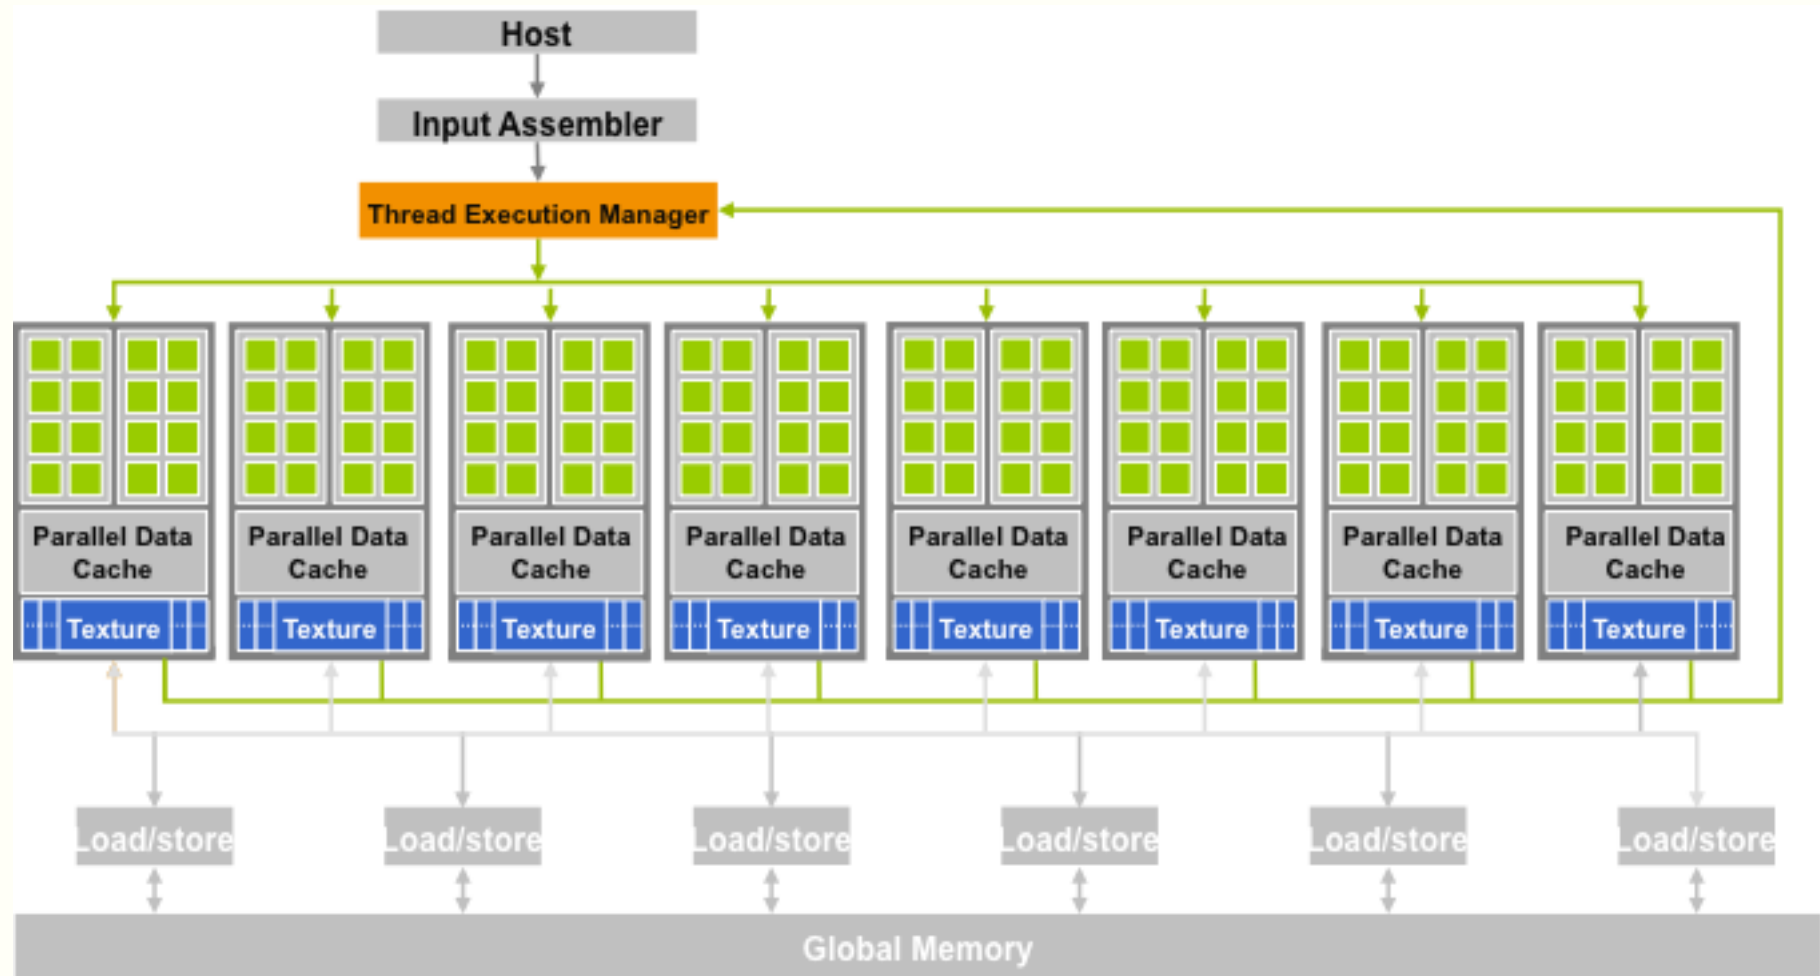 Host
Input Assembler
Thread Execution Manager
Parallel Data
Cache
Parallel Data
Cache
Parallel Data
Cache
Parallel Data
Cache
Parallel Data
Cache
Parallel Data
Cache
Parallel Data
Cache
Parallel Data
Cache
Texture
Texture
Texture
Texture
Texture
Texture
Texture
Texture
Load/store
Load/store
Load/store
Load/store
Load/store
Load/store
Global Memory